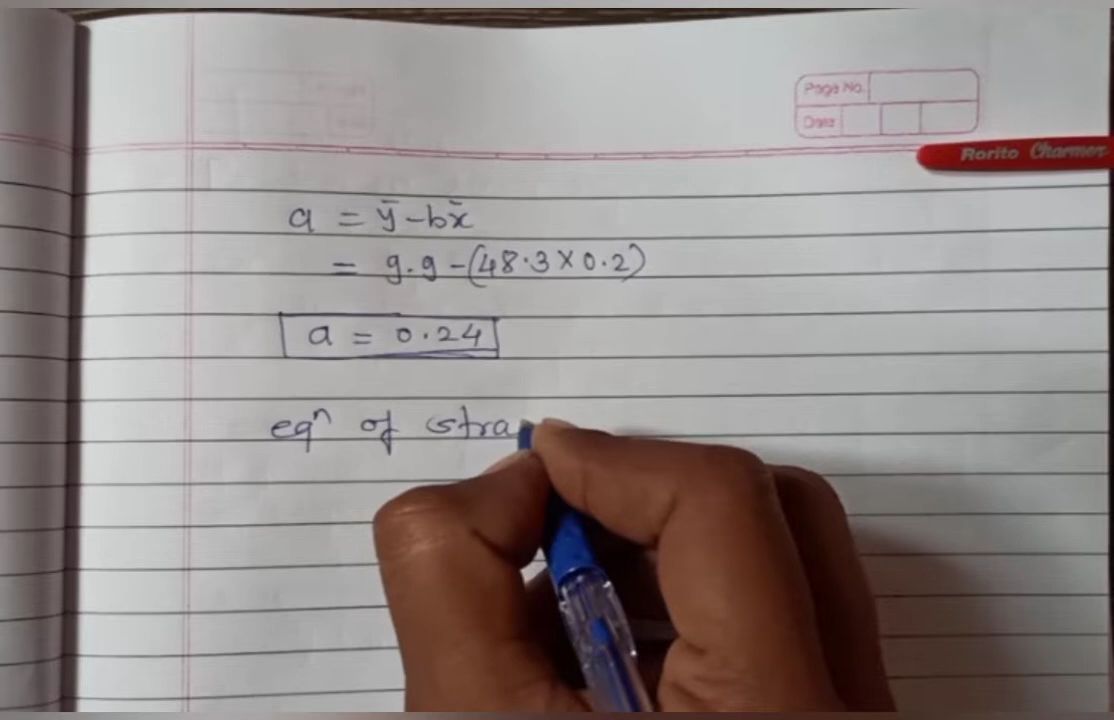 Page No.
Date
Rorito Charmer
a = ȳ - bx̄
= 9.9 - (48.3 × 0.2)
a = 0.24
eqⁿ of stra